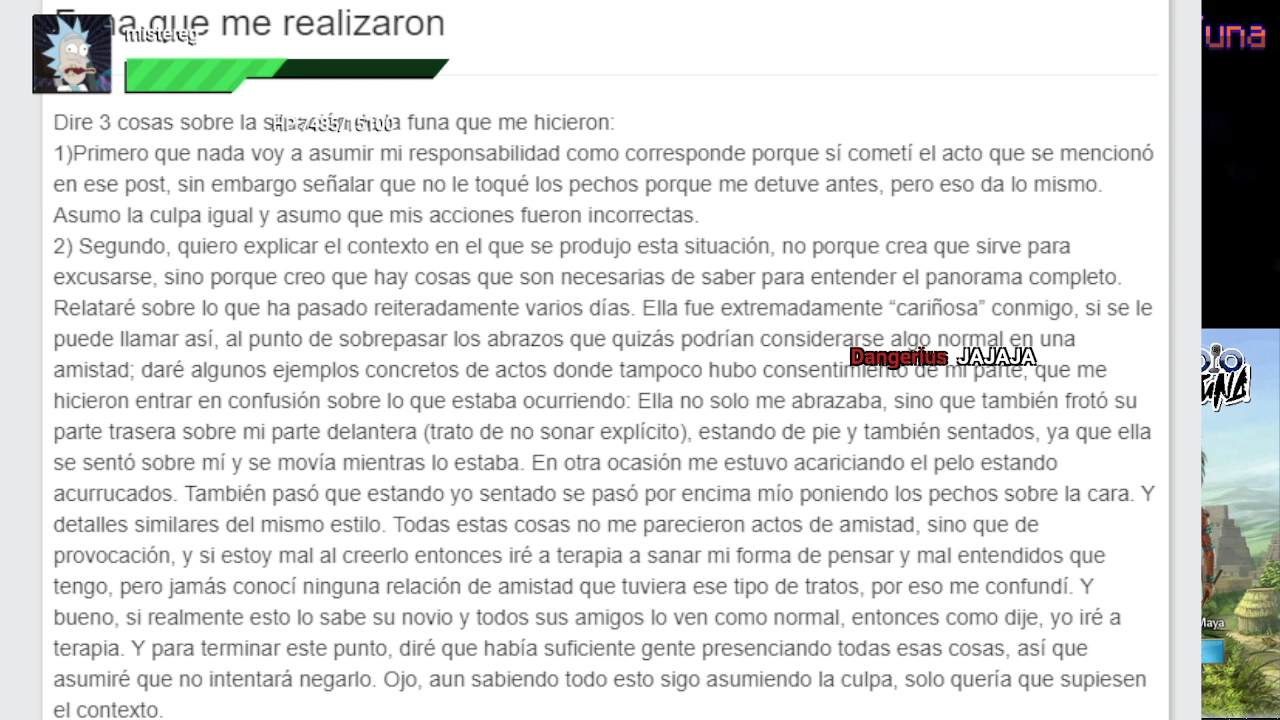 que me realizaron
mistereg
Dire 3 cosas sobre la funa que me hicieron:
1)Primero que nada voy a asumir mi responsabilidad como corresponde porque sí cometí el acto que se mencionó
en ese post, sin embargo señalar que no le toqué los pechos porque me detuve antes, pero eso da lo mismo.
Asumo la culpa igual y asumo que mis acciones fueron incorrectas.
2) Segundo, quiero explicar el contexto en el que se produjo esta situación, no porque crea que sirve para
excusarse, sino porque creo que hay cosas que son necesarias de saber para entender el panorama completo.
Relataré sobre lo que ha pasado reiteradamente varios días. Ella fue extremadamente “cariñosa” conmigo, si se le
puede llamar así, al punto de sobrepasar los abrazos que quizás podrían considerarse algo normal en una
Dangerius JAJAJA
amistad; daré algunos ejemplos concretos de actos donde tampoco hubo consentimiento de mi parte, que me
hicieron entrar en confusión sobre lo que estaba ocurriendo: Ella no solo me abrazaba, sino que también frotó su
parte trasera sobre mi parte delantera (trato de no sonar explícito), estando de pie y también sentados, ya que ella
se sentó sobre mí y se movía mientras lo estaba. En otra ocasión me estuvo acariciando el pelo estando
acurrucados. También pasó que estando yo sentado se pasó por encima mío poniendo los pechos sobre la cara. Y
detalles similares del mismo estilo. Todas estas cosas no me parecieron actos de amistad, sino que de
provocación, y si estoy mal al creerlo entonces iré a terapia a sanar mi forma de pensar y mal entendidos que
tengo, pero jamás conocí ninguna relación de amistad que tuviera ese tipo de tratos, por eso me confundí. Y
bueno, si realmente esto lo sabe su novio y todos sus amigos lo ven como normal, entonces como dije, yo iré a
terapia. Y para terminar este punto, diré que había suficiente gente presenciando todas esas cosas, así que
asumiré que no intentará negarlo. Ojo, aun sabiendo todo esto sigo asumiendo la culpa, solo quería que supiesen
el contexto.
una
Maya